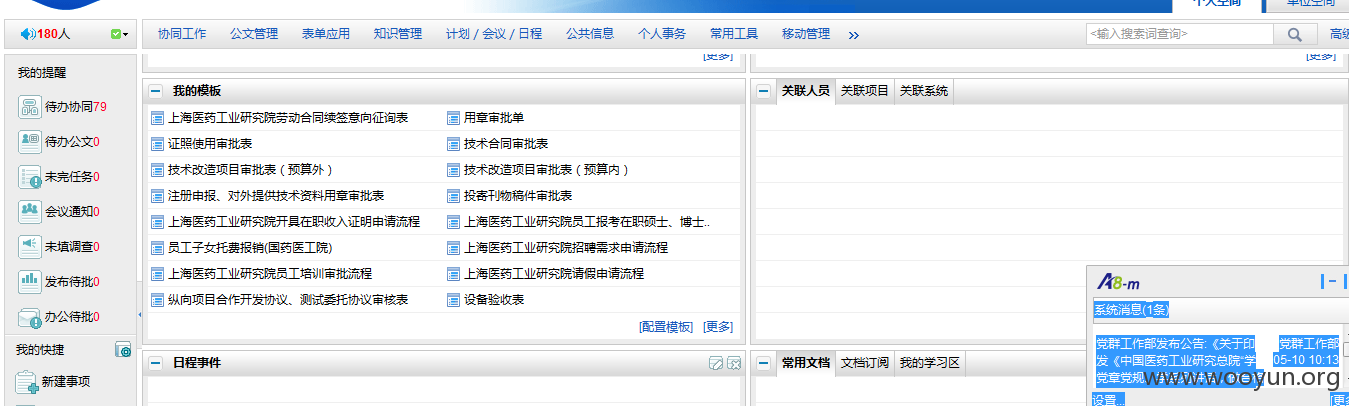 个人空间 单位空间
180人 协同工作 公文管理 表单应用 知识管理 计划 / 会议 / 日程 公共信息 个人事务 常用工具 移动管理 >> <输入搜索词查询> 高级
我的提醒
待办协同79
待办公文0
未完任务0
会议通知0
未填调查0
发布待批0
办公待批0
我的快捷
新建事项
[更多] [更多]
我的模板
上海医药工业研究院劳动合同续签意向征询表 用章审批单
证照使用审批表 技术合同审批表
技术改造项目审批表（预算外） 技术改造项目审批表（预算内）
注册申报、对外提供技术资料用章审批表 投寄刊物稿件审批表
上海医药工业研究院开具在职收入证明申请流程 上海医药工业研究院员工报考在职硕士、博士..
员工子女托费报销(国药医工院) 上海医药工业研究院招聘需求申请流程
上海医药工业研究院员工培训审批流程 上海医药工业研究院请假申请流程
纵向项目合作开发协议、测试委托协议审核表 设备验收表
[配置模板] [更多]
关联人员 关联项目 关联系统
日程事件
常用文档 文档订阅 我的学习区
A8-m
系统消息(1条)
党群工作部发布公告:《关于印 党群工作部
发《中国医药工业研究总院“学 05-10 10:13
党章党规
www.wooyun.org
设置... [更多